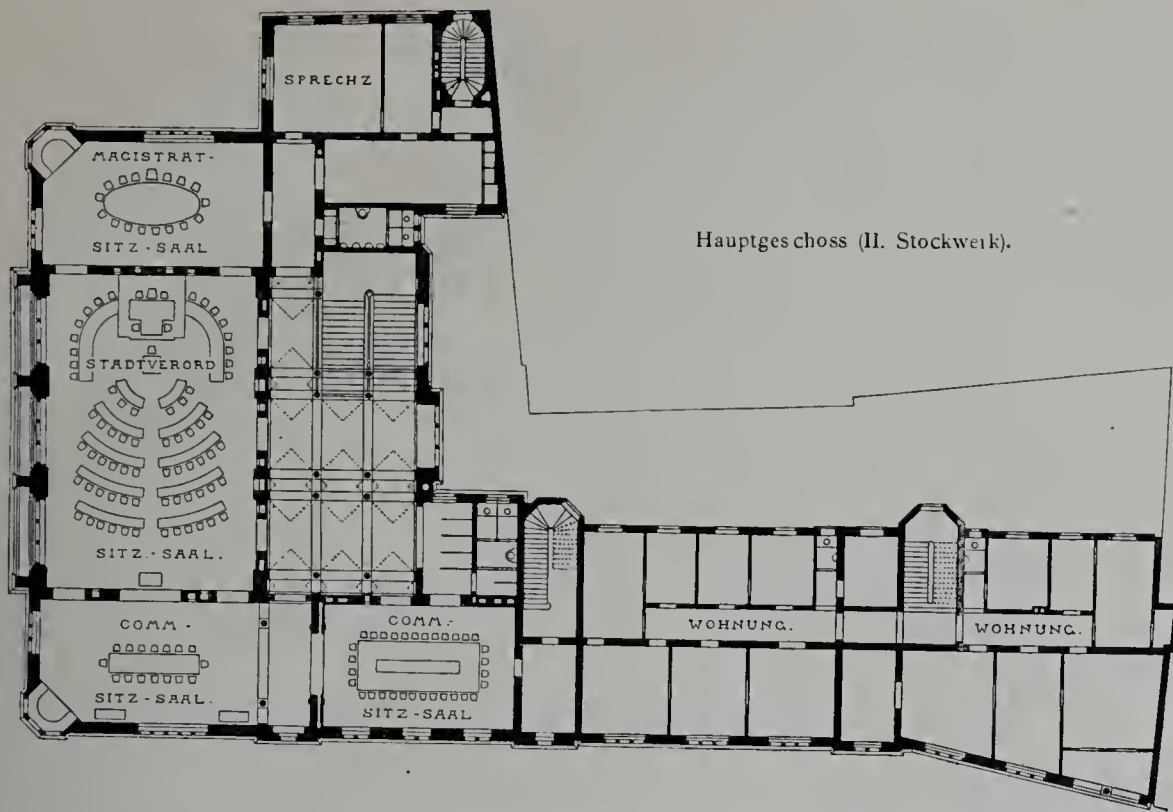 SPRECHZ
MAGISTRAT-
SITZ-SAAL
Hauptgeschoss (II. Stockwerk).
STADTVERORD
SITZ.-SAAL.
COMM-
SITZ-SAAL.
COMM.-
SITZ-SAAL
WOHNUNG.
WOHNUNG.